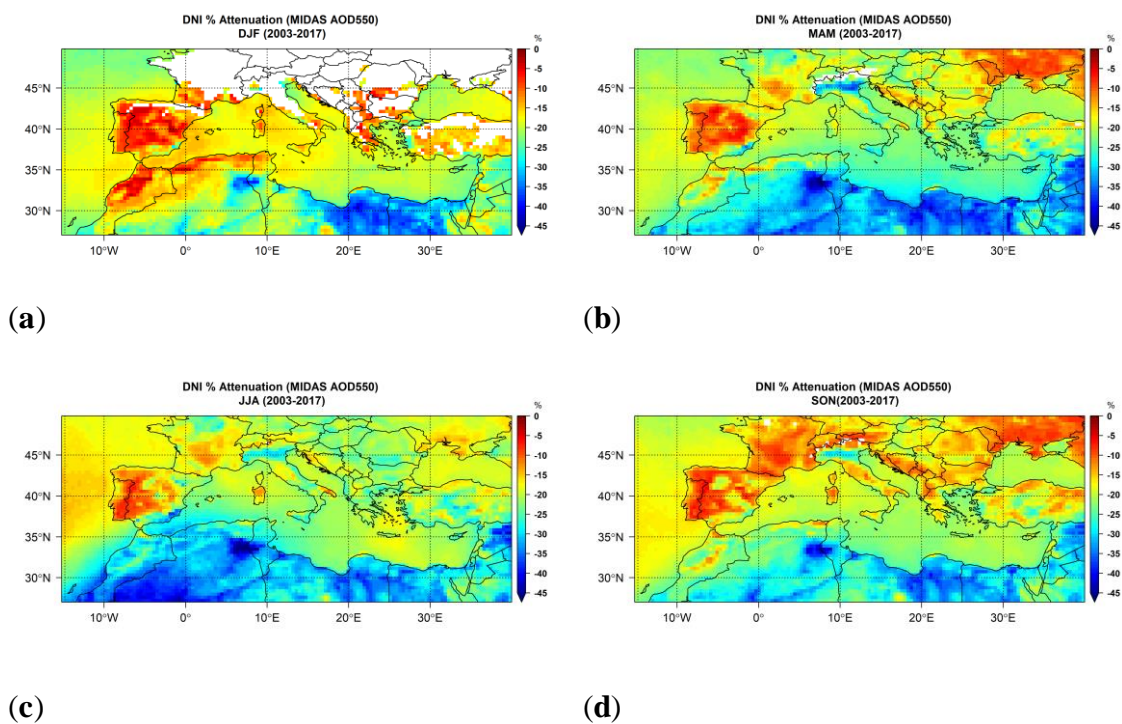 DNI % Attenuation (MIDAS AOD550)
DJF (2003-2017)
%
45°N
40°N
35°N
30°N
10°W 0° 10°E 20°E 30°E
0
-5
-10
-15
-20
-25
-30
-35
-40
-45
(a)
DNI % Attenuation (MIDAS AOD550)
MAM (2003-2017)
%
45°N
40°N
35°N
30°N
10°W 0° 10°E 20°E 30°E
0
-5
-10
-15
-20
-25
-30
-35
-40
-45
(b)
DNI % Attenuation (MIDAS AOD550)
JJA (2003-2017)
%
45°N
40°N
35°N
30°N
10°W 0° 10°E 20°E 30°E
0
-5
-10
-15
-20
-25
-30
-35
-40
-45
(c)
DNI % Attenuation (MIDAS AOD550)
SON(2003-2017)
%
45°N
40°N
35°N
30°N
10°W 0° 10°E 20°E 30°E
0
-5
-10
-15
-20
-25
-30
-35
-40
-45
(d)